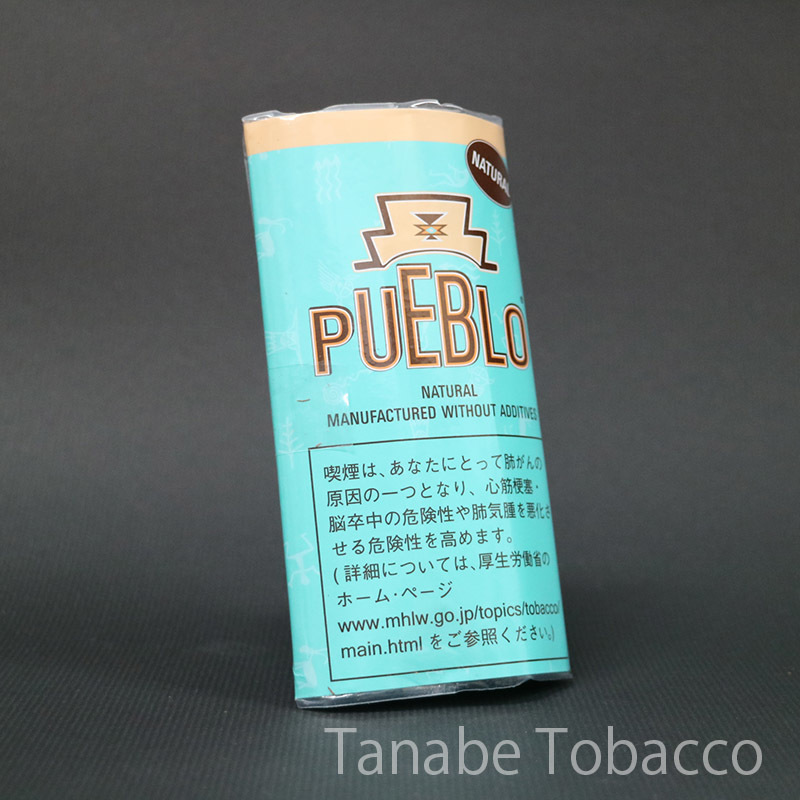 NATURAL
PUEBLO
NATURAL
MANUFACTURED WITHOUT ADDITIVES
喫煙は、あなたにとって肺がんの
原因の一つとなり、心筋梗塞・
脳卒中の危険性や肺気腫を悪化さ
せる危険性を高めます。
(詳細については、厚生労働省の
ホーム・ページ
www.mhlw.go.jp/topics/tobacco/
main.html をご参照ください。)
Tanabe Tobacco